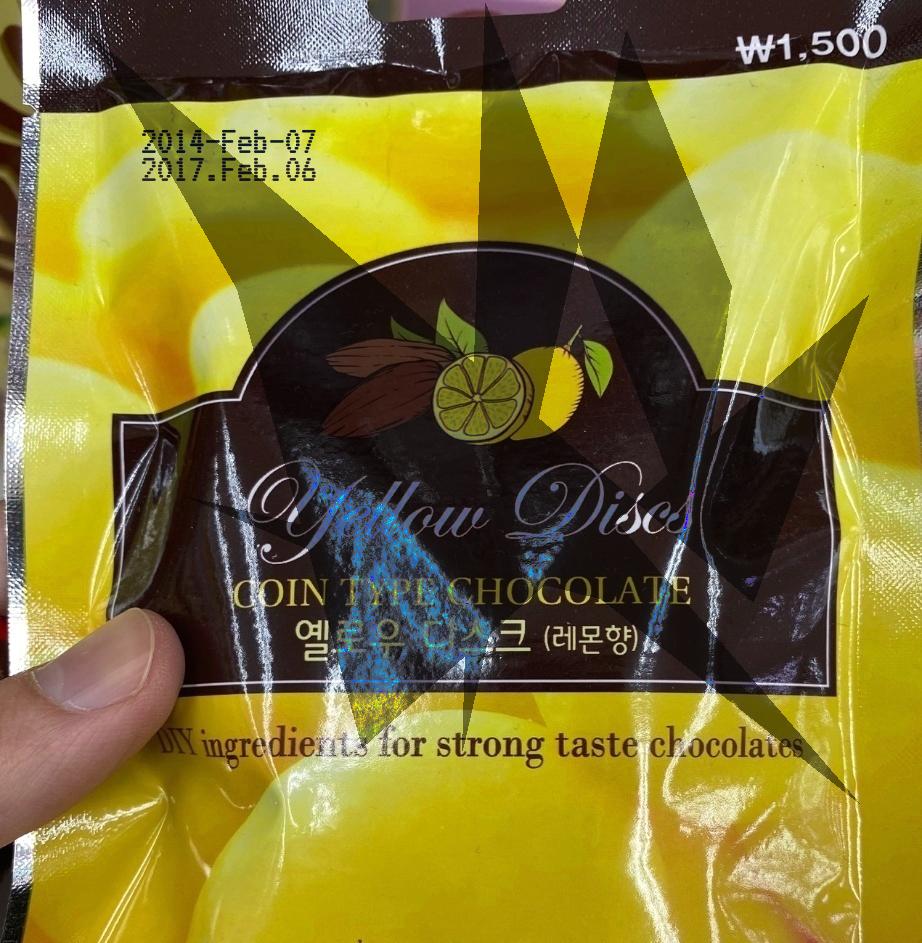 ₩1,500
2014-Feb-07
2017.Feb.06
Yellow Discs
COIN TYPE CHOCOLATE
옐로우 디스크 (레몬향)
DIY ingredients for strong taste chocolates